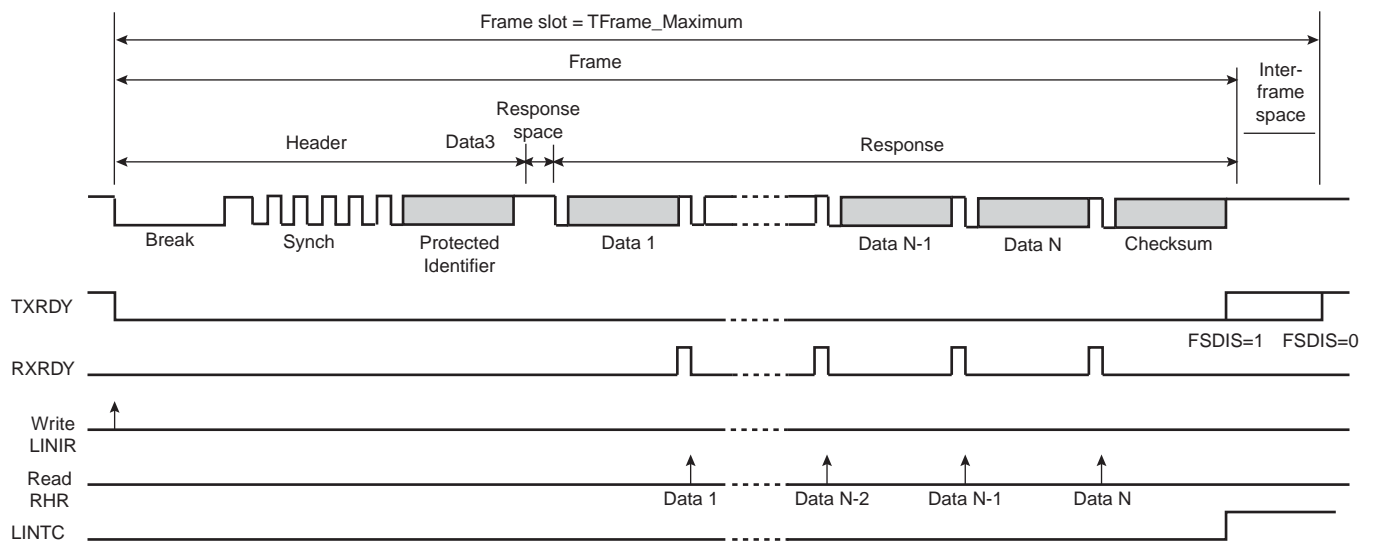 Frame slot = TFrame_Maximum
Frame
Inter-
frame
space
Response
space
Header
Data3
Response
Break
Synch
Protected
Identifier
Data 1
Data N-1
Data N
Checksum
TXRDY
FSDIS=1
FSDIS=0
RXRDY
Write
LINIR
Read
RHR
Data 1
Data N-2
Data N-1
Data N
LINTC